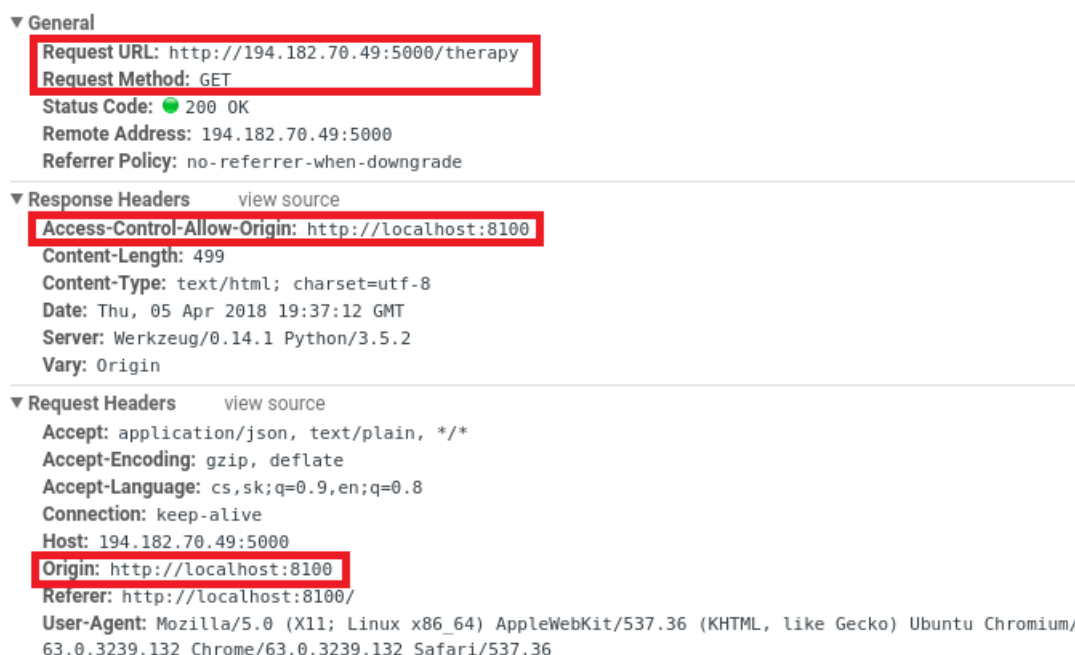 ▼ General
Request URL: http://194.182.70.49:5000/therapy
Request Method: GET
Status Code: 200 OK
Remote Address: 194.182.70.49:5000
Referrer Policy: no-referrer-when-downgrade
▼ Response Headers view source
Access-Control-Allow-Origin: http://localhost:8100
Content-Length: 499
Content-Type: text/html; charset=utf-8
Date: Thu, 05 Apr 2018 19:37:12 GMT
Server: Werkzeug/0.14.1 Python/3.5.2
Vary: Origin
▼ Request Headers view source
Accept: application/json, text/plain, */*
Accept-Encoding: gzip, deflate
Accept-Language: cs,sk;q=0.9,en;q=0.8
Connection: keep-alive
Host: 194.182.70.49:5000
Origin: http://localhost:8100
Referer: http://localhost:8100/
User-Agent: Mozilla/5.0 (X11; Linux x86_64) AppleWebKit/537.36 (KHTML, like Gecko) Ubuntu Chromium/
63.0.3239.132 Chrome/63.0.3239.132 Safari/537.36